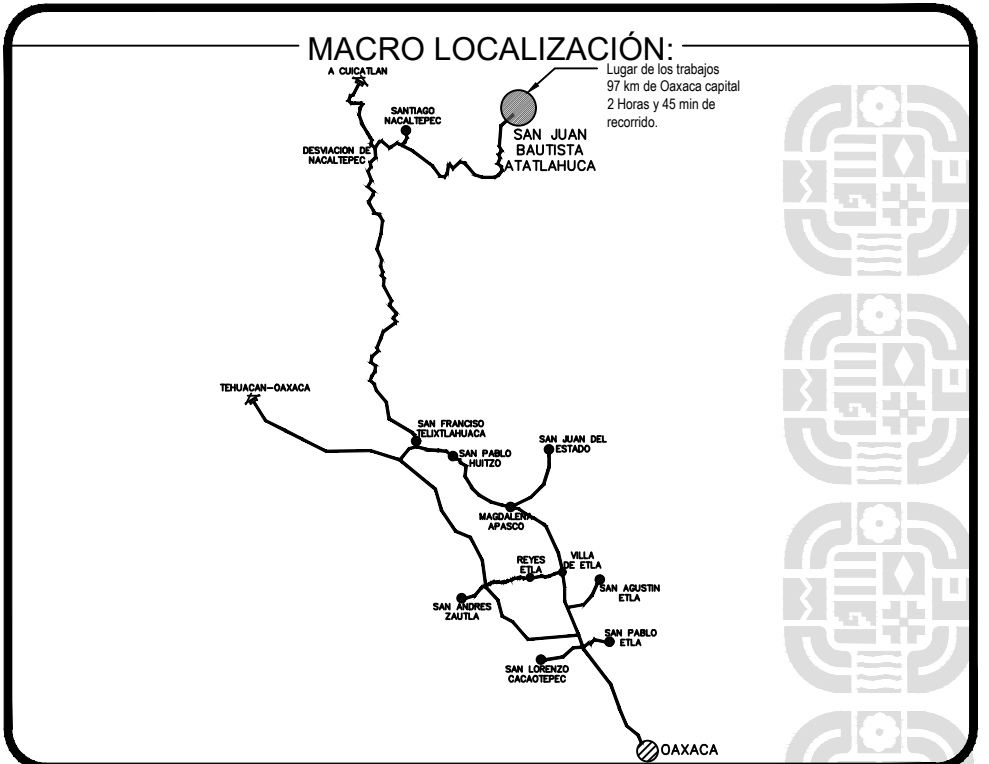 MACRO LOCALIZACIÓN:
A CUICATLAN
Lugar de los trabajos
97 km de Oaxaca capital
2 Horas y 45 min de
recorrido.
SANTIAGO
NACALTEPEC
SAN JUAN
BAUTISTA
ATATLAHUCA
DESVIACION DE
NACALTEPEC
TEHUACAN-OAXACA
SAN FRANCISO
TELIXTLAHUACA
SAN PABLO
HUITZO
SAN JUAN DEL
ESTADO
MAGDALENA
APASCO
REYES
ETLA
VILLA
DE ETLA
SAN AGUSTIN
ETLA
SAN ANDRES
ZAUTLA
SAN PABLO
ETLA
SAN LORENZO
CACAOTEPEC
OAXACA